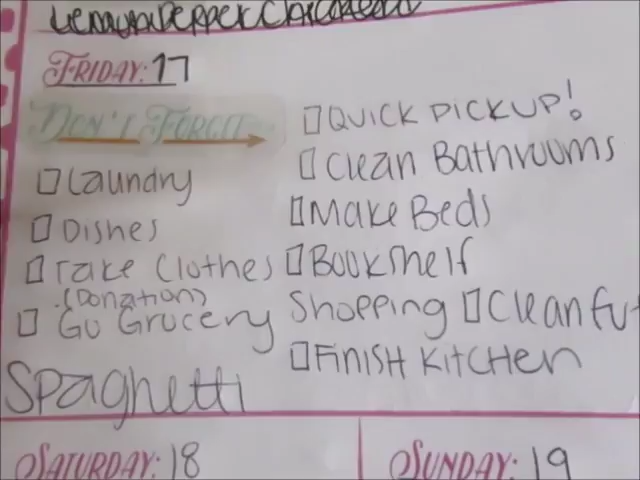 Lemon Pepper Chicken
FRIDAY: 17
DON'T FORGET
QUICK PICKUP!
Clean Bathrooms
Laundry
Make Beds
Dishes
Bookshelf
Take Clothes
(Donation)
Go Grocery Shopping
Clean fu
Finish Kitchen
Spaghetti
SATURDAY: 18
SUNDAY: 19